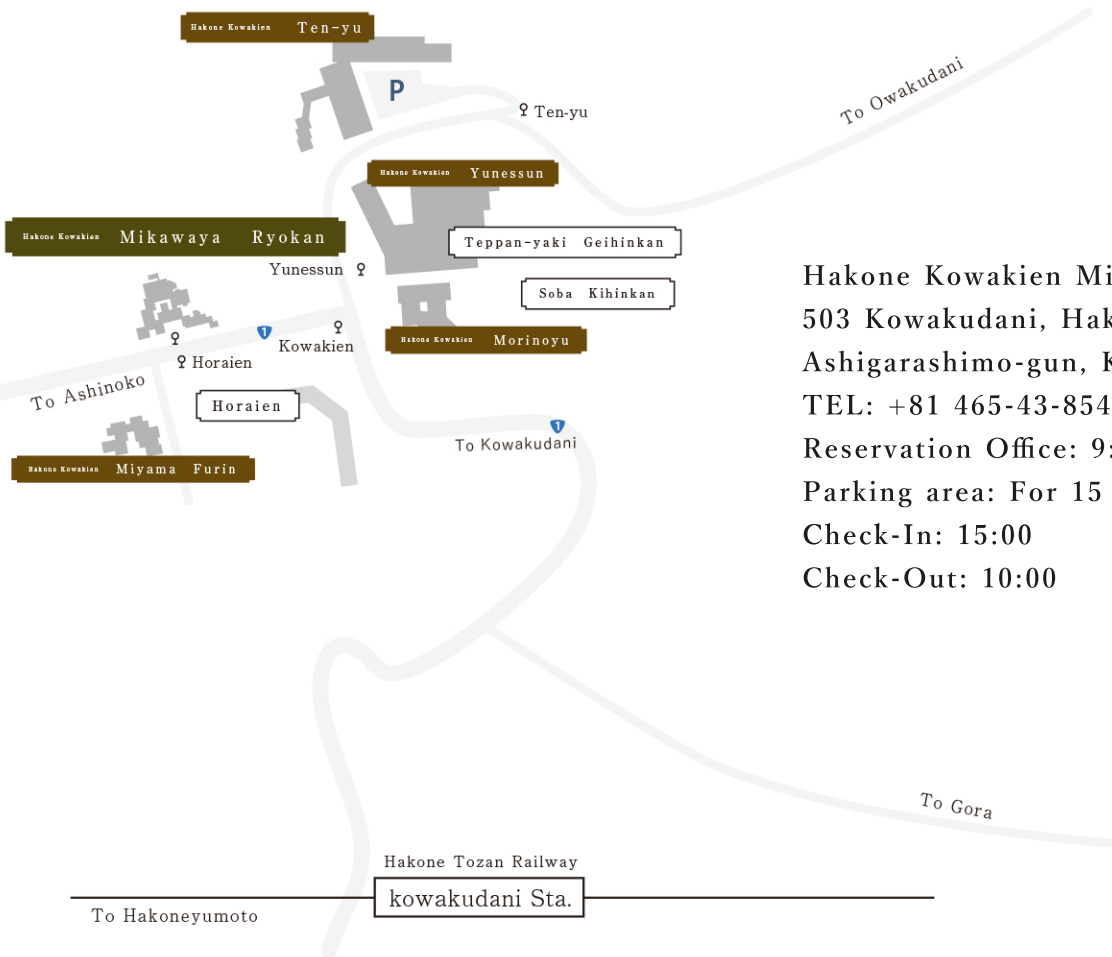 Hakone Kowakien Ten-yu
P
Ten-yu
To Owakudani
Hakone Kowakien Yunessun
Hakone Kowakien Mikawaya Ryokan
Teppan-yaki Geihinkan
Yunessun
Soba Kihinkan
1
Kowakien
Hakone Kowakien Morinoyu
Horaien
To Ashinoko
Horaien
1
To Kowakudani
Hakone Kowakien Miyama Furin
Hakone Kowakien
503 Kowakudani,
Ashigarashimo-gun,
TEL: +81 465-43-854
Reservation Office: 9:
Parking area: For 15
Check-In: 15:00
Check-Out: 10:00
To Gora
Hakone Tozan Railway
kowakudani Sta.
To Hakoneyumoto